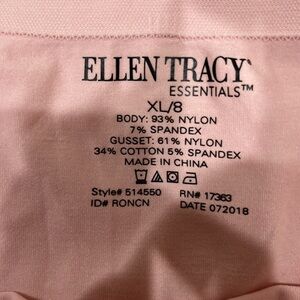 ELLEN TRACY
ESSENTIALS™
XL/8
BODY: 93% NYLON
7% SPANDEX
GUSSET: 61% NYLON
34% COTTON 5% SPANDEX
MADE IN CHINA
Style# 514550 RN# 17363
ID# RONCN DATE 072018